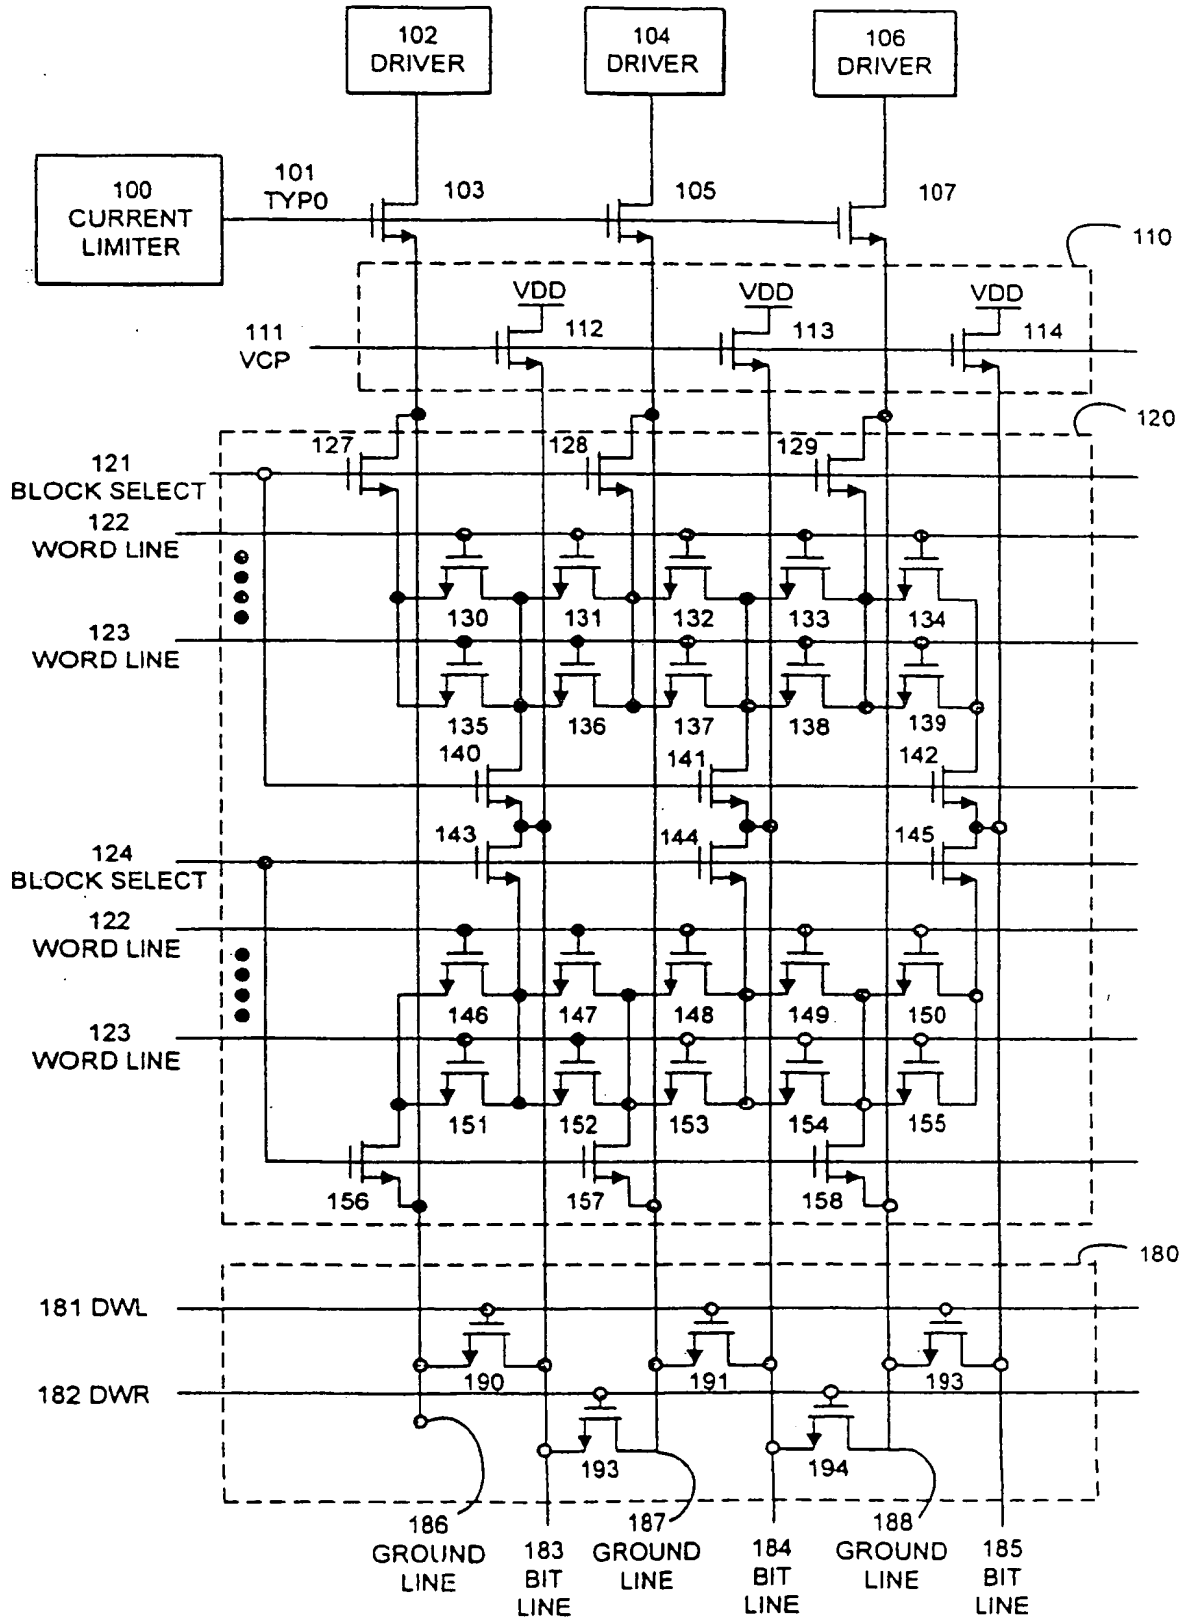 102
DRIVER
104
DRIVER
106
DRIVER
100
CURRENT
LIMITER
101
TYP0
103
105
107
110
VDD
VDD
VDD
111
VCP
112
113
114
120
121
BLOCK SELECT
127
128
129
122
WORD LINE
130
131
132
133
134
123
WORD LINE
135
136
137
138
139
140
141
142
143
144
145
124
BLOCK SELECT
122
WORD LINE
146
147
148
149
150
123
WORD LINE
151
152
153
154
155
156
157
158
180
181 DWL
190
191
193
182 DWR
193
194
186
GROUND
LINE
183
BIT
LINE
187
GROUND
LINE
184
BIT
LINE
188
GROUND
LINE
185
BIT
LINE